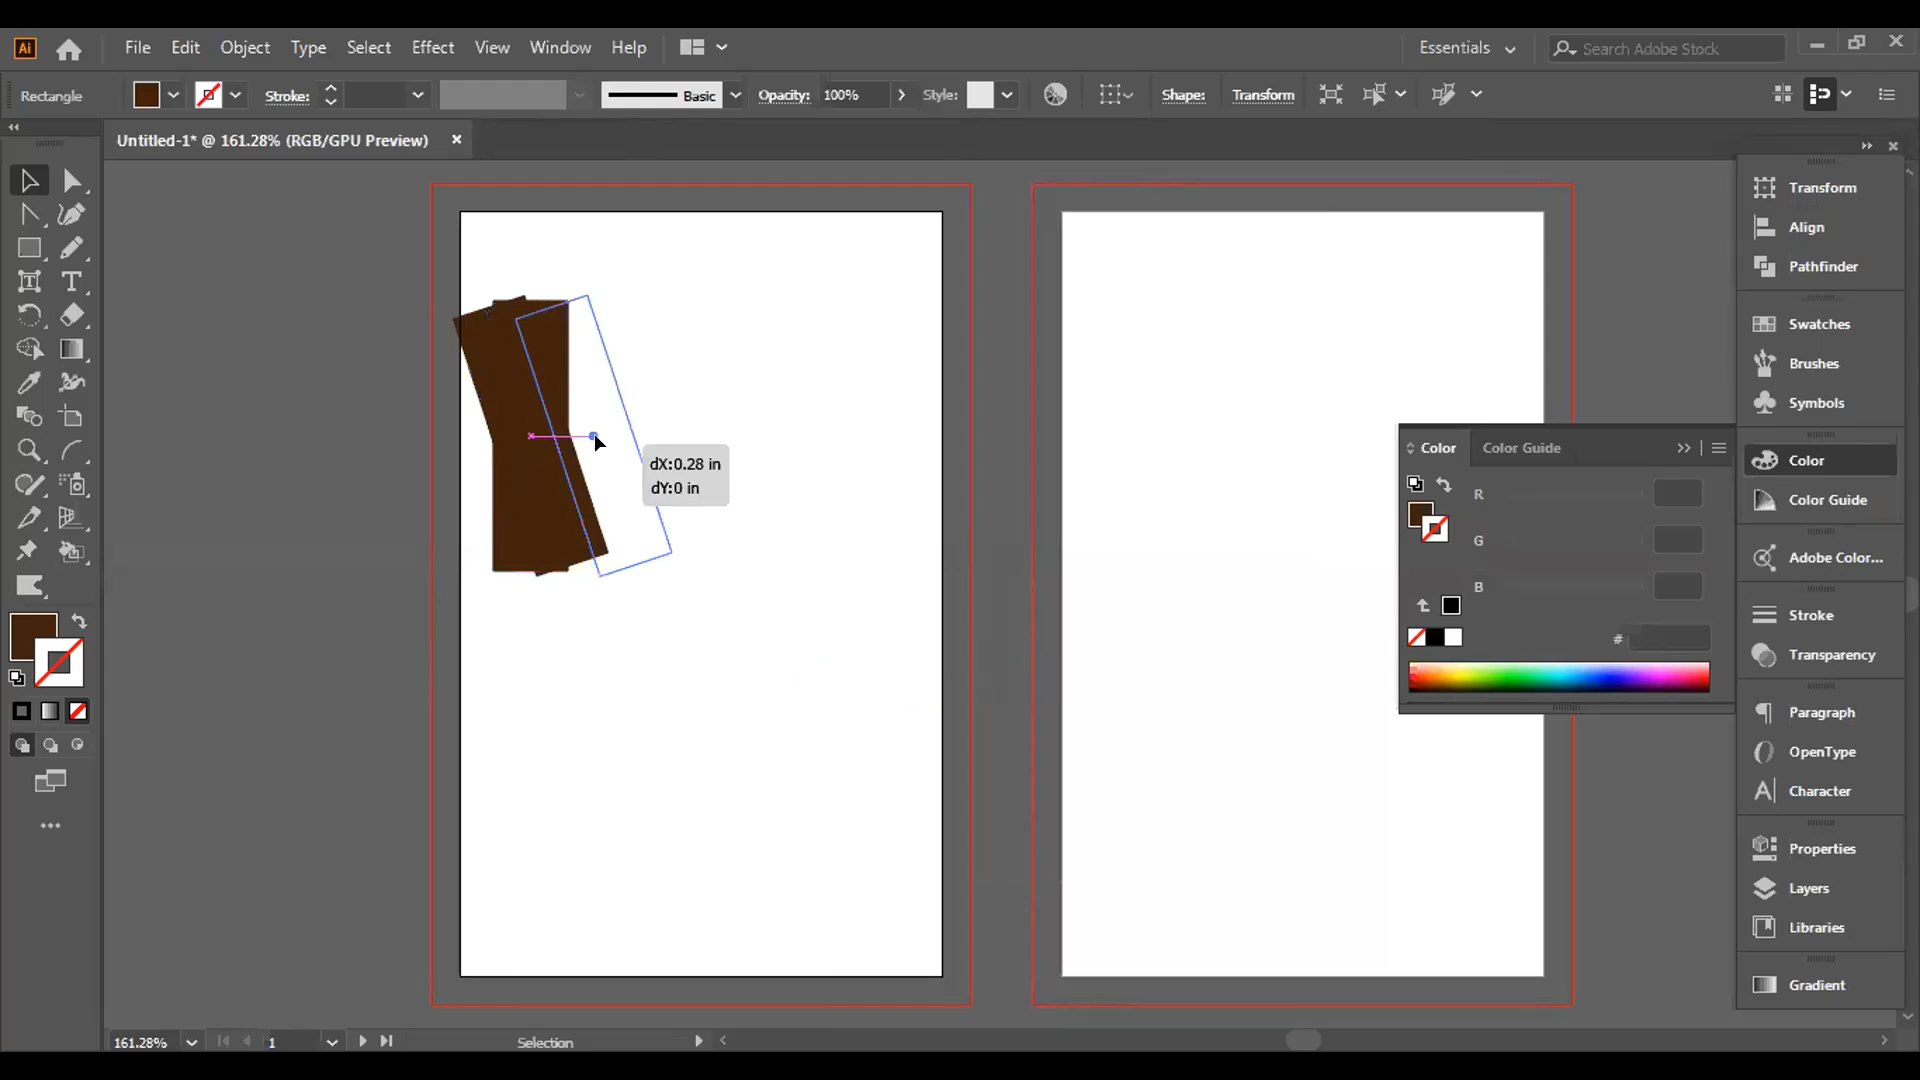 Ai File Edit Object Type Select Effect View Window Help Essentials Search Adobe Stock
Rectangle Stroke: Basic Opacity: 100% Style: Shape: Transform
Untitled-1* @ 161.28% (RGB/GPU Preview)
Transform
Align
Pathfinder
Swatches
Brushes
Symbols
Color
Color Guide
Adobe Color...
Stroke
Transparency
Paragraph
OpenType
Character
Properties
Layers
Libraries
Gradient
Color Color Guide
R
G
B
#
dX:0.28 in
dY:0 in
161.28% 1 Selection